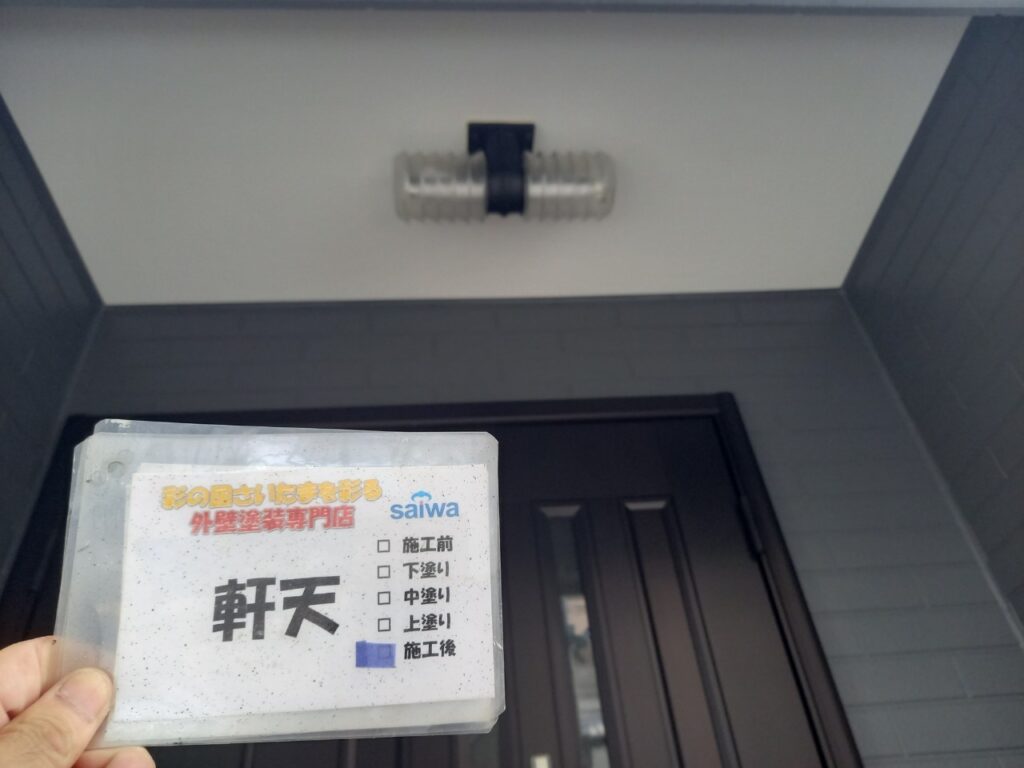 彩の国さいたまを彩る
外壁塗装専門店
saiwa
軒天
□ 施工前
□ 下塗り
□ 中塗り
□ 上塗り
□ 施工後